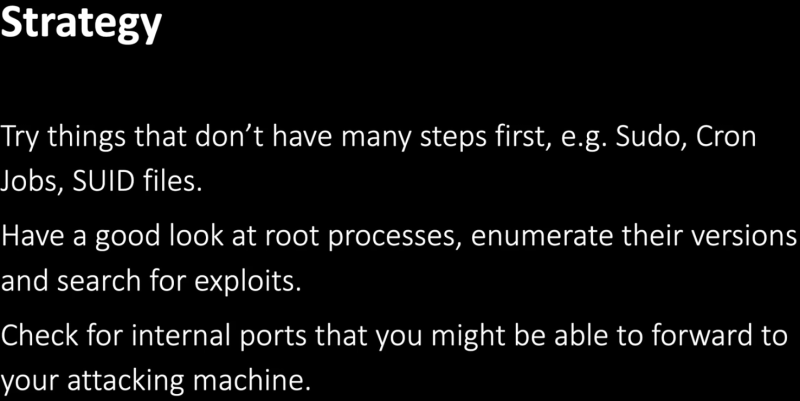 Strategy
Try things that don’t have many steps first, e.g. Sudo, Cron
Jobs, SUID files.
Have a good look at root processes, enumerate their versions
and search for exploits.
Check for internal ports that you might be able to forward to
your attacking machine.